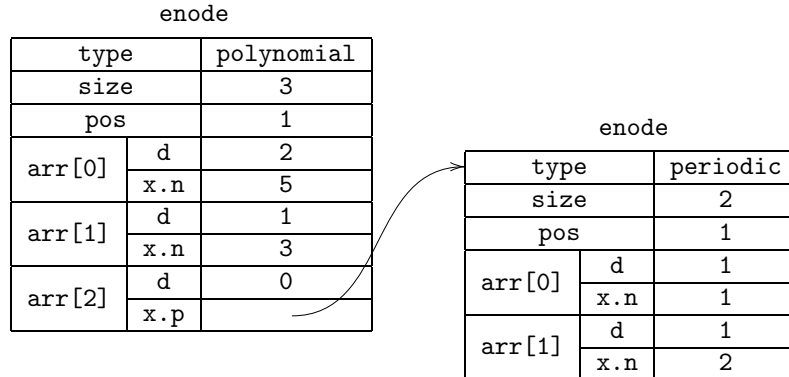 enode
type polynomial
size 3
pos 1
arr[0] d 2
x.n 5
arr[1] d 1
x.n 3
arr[2] d 0
x.p
enode
type periodic
size 2
pos 1
arr[0] d 1
x.n 1
arr[1] d 1
x.n 2